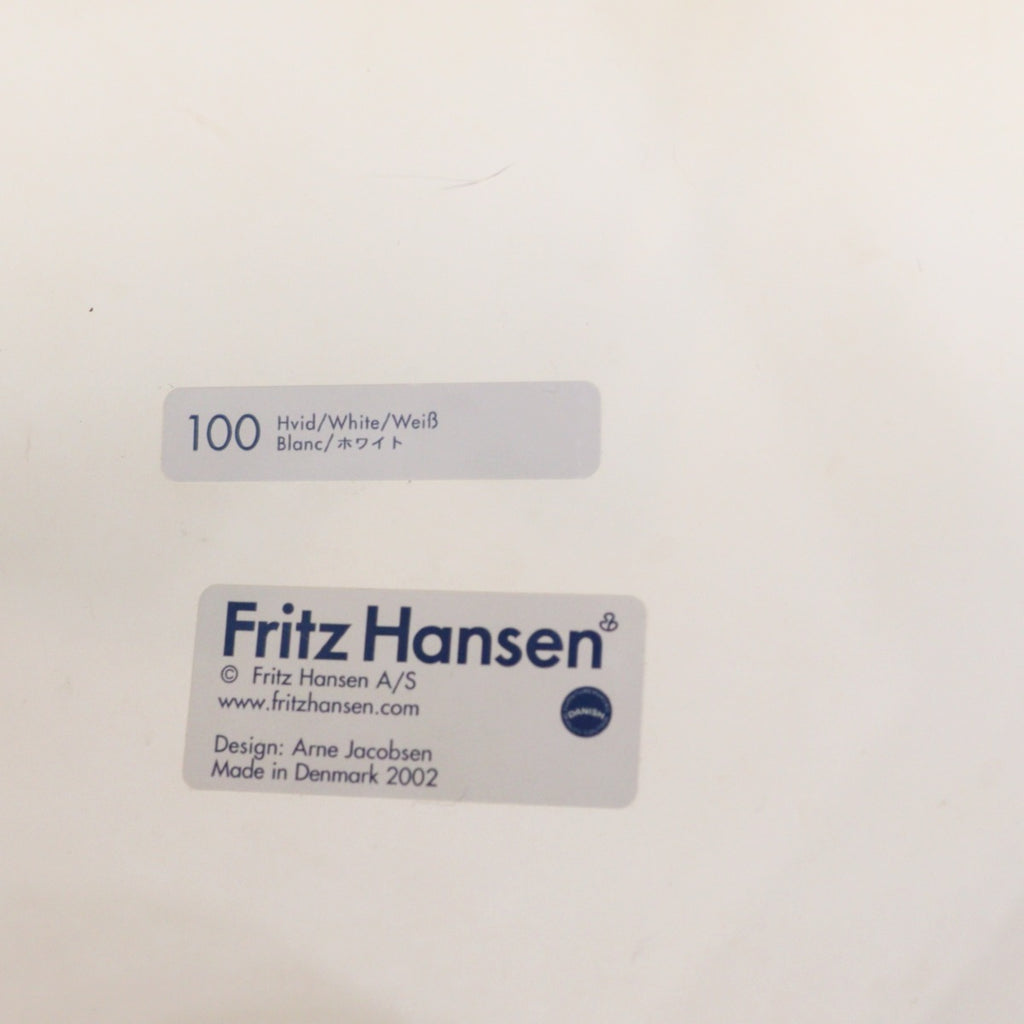 100 Hvid/White/Weiß
Blanc/ホワイト
Fritz Hansen
© Fritz Hansen A/S
www.fritzhansen.com
DANISH
Design: Arne Jacobsen
Made in Denmark 2002